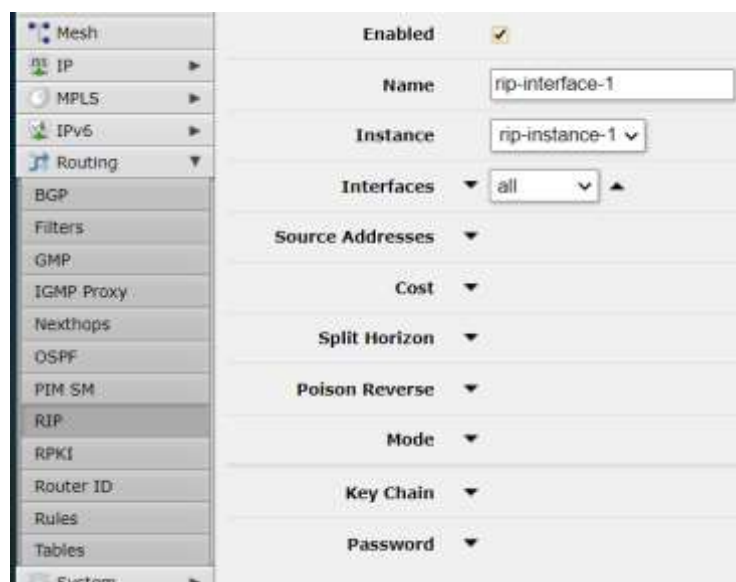 Mesh
IP
MPLS
IPv6
Routing
BGP
Filters
GMP
IGMP Proxy
Nexthops
OSPF
PIM SM
RIP
RPKI
Router ID
Rules
Tables
System
Enabled
Name rip-interface-1
Instance rip-instance-1
Interfaces all
Source Addresses
Cost
Split Horizon
Poison Reverse
Mode
Key Chain
Password